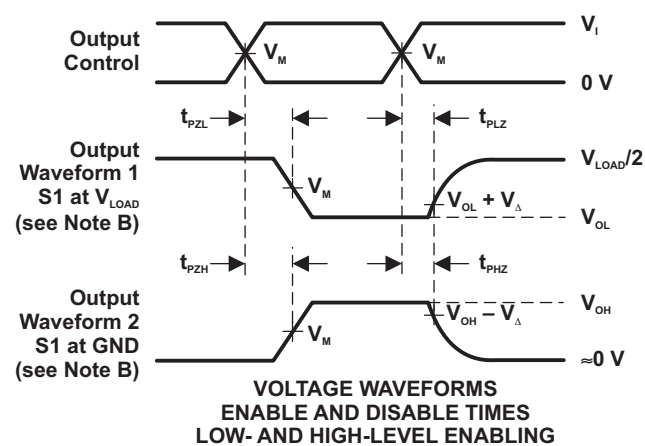 Output
Control
V_M
V_M
V_I
0 V
t_PZL
t_PLZ
Output
Waveform 1
S1 at V_LOAD
(see Note B)
V_M
V_OL + V_Δ
V_LOAD/2
V_OL
t_PZH
t_PHZ
Output
Waveform 2
S1 at GND
(see Note B)
V_M
V_OH – V_Δ
V_OH
≈0 V
VOLTAGE WAVEFORMS
ENABLE AND DISABLE TIMES
LOW- AND HIGH-LEVEL ENABLING